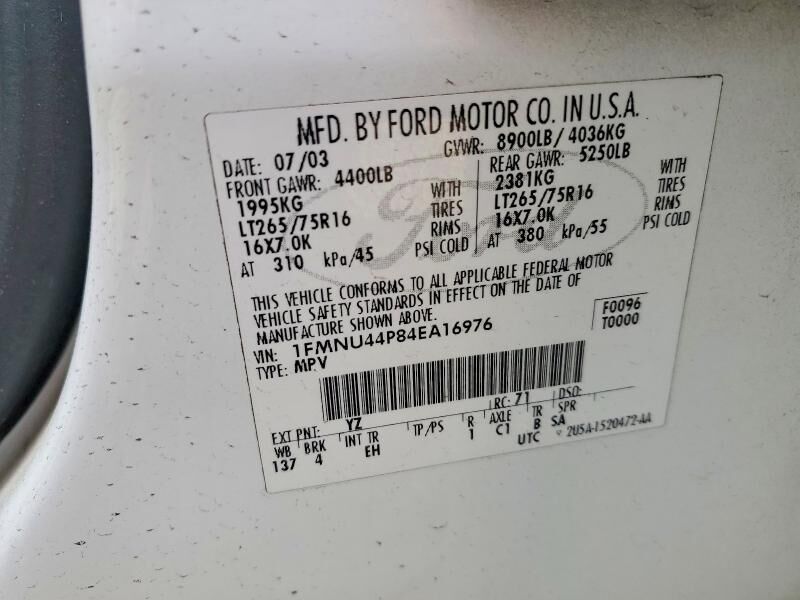 MFD. BY FORD MOTOR CO. IN U.S.A.
DATE: 07/03 GVWR: 8900LB/ 4036KG
FRONT GAWR: 4400LB REAR GAWR: 5250LB
1995KG WITH 2381KG WITH
LT265/75R16 TIRES LT265/75R16 TIRES
16X7.0K RIMS 16X7.0K RIMS
AT 310 kPa/45 PSI COLD AT 380 kPa/55 PSI COLD
THIS VEHICLE CONFORMS TO ALL APPLICABLE FEDERAL MOTOR
VEHICLE SAFETY STANDARDS IN EFFECT ON THE DATE OF
MANUFACTURE SHOWN ABOVE.
F0096
VIN: 1FMNU44P84EA16976 T0000
TYPE: MPV
EXT PNT: YZ RC: 71 DSO:
WB BRK INT TR TP/PS R AXLE TR SPR
137 4 EH 1 C1 B SA
UTC 2U5A-1520472-AA
Ford